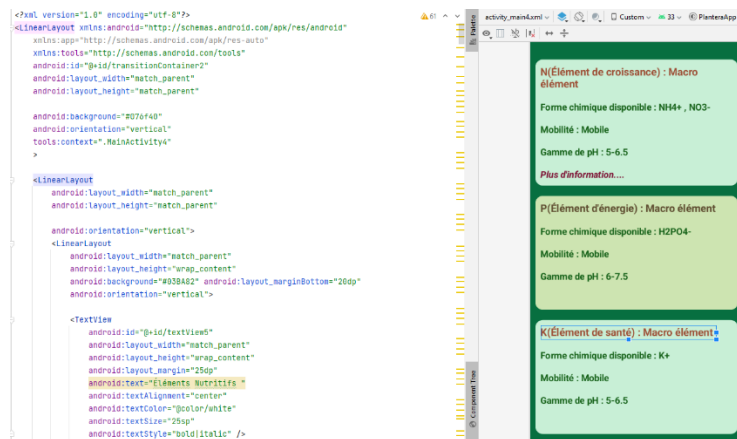 <?xml version="1.0" encoding="utf-8"?>
<LinearLayout xmlns:android="http://schemas.android.com/apk/res/android"
xmlns:app="http://schemas.android.com/apk/res-auto"
xmlns:tools="http://schemas.android.com/tools"
android:id="@+id/transitionContainer2"
android:layout_width="match_parent"
android:layout_height="match_parent"
android:background="#076f40"
android:orientation="vertical"
tools:context=".MainActivity4"
>
<LinearLayout
android:layout_width="match_parent"
android:layout_height="match_parent"
android:orientation="vertical">
<LinearLayout
android:layout_width="match_parent"
android:layout_height="wrap_content"
android:background="#03BA82" android:layout_marginBottom="20dp"
android:orientation="vertical">
<TextView
android:id="@+id/textView5"
android:layout_width="match_parent"
android:layout_height="wrap_content"
android:layout_margin="25dp"
android:text="Éléments Nutritifs "
android:textAlignment="center"
android:textColor="@color/white"
android:textSize="25sp"
android:textStyle="bold|italic" />
61
Palette
Component Tree
activity_main4.xml
Custom
33
PlanteraApp
N(Élément de croissance) : Macro
élément
Forme chimique disponible : NH4+ , NO3-
Mobilité : Mobile
Gamme de pH : 5-6.5
Plus d'information....
P(Élément d'énergie) : Macro élément
Forme chimique disponible : H2PO4-
Mobilité : Mobile
Gamme de pH : 6-7.5
K(Élément de santé) : Macro élément
Forme chimique disponible : K+
Mobilité : Mobile
Gamme de pH : 5-6.5